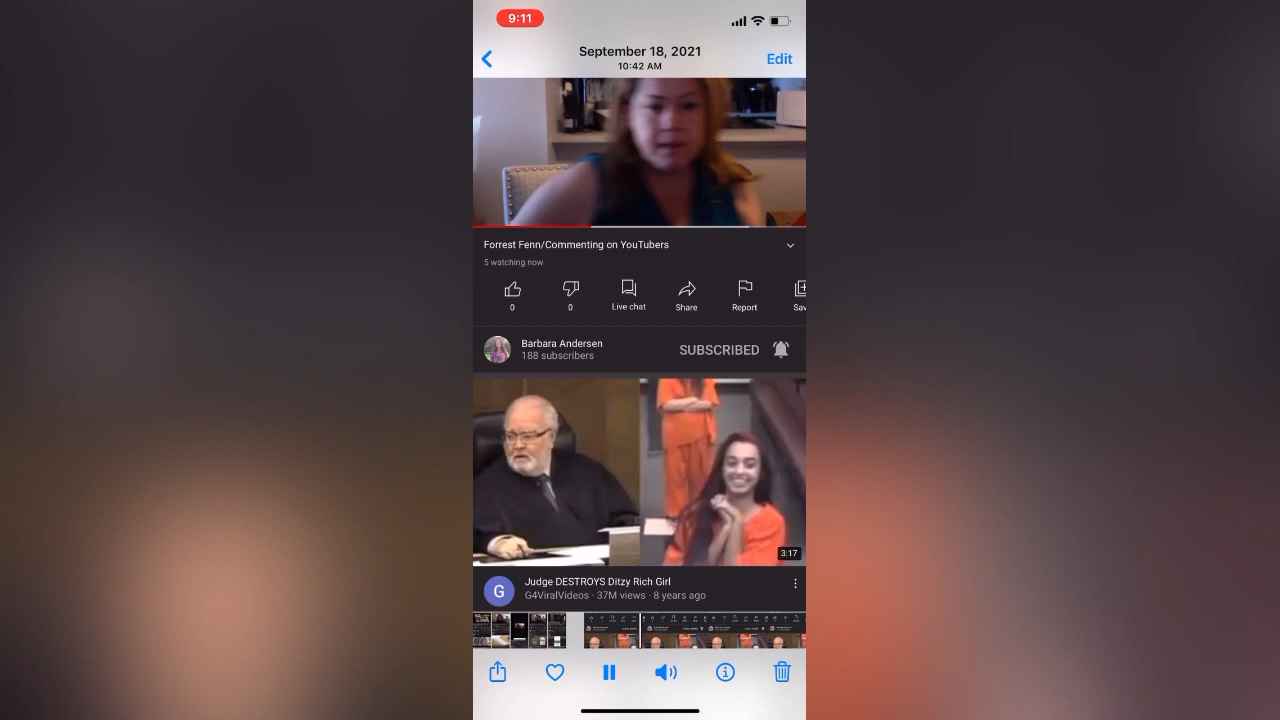 9:11
September 18, 2021
10:42 AM
Edit
Forrest Fenn/Commenting on YouTubers
5 watching now
0
0
Live chat
Share
Report
Sav
Barbara Andersen
188 subscribers
SUBSCRIBED
3:17
G
Judge DESTROYS Ditzy Rich Girl
G4ViralVideos · 37M views · 8 years ago